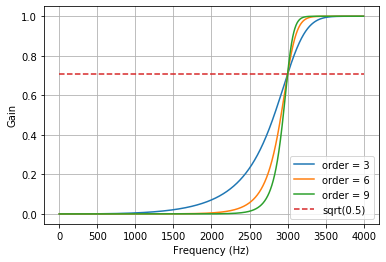 1.0
0.8
0.6
0.4
0.2
0.0
Gain
order = 3
order = 6
order = 9
sqrt(0.5)
0 500 1000 1500 2000 2500 3000 3500 4000
Frequency (Hz)